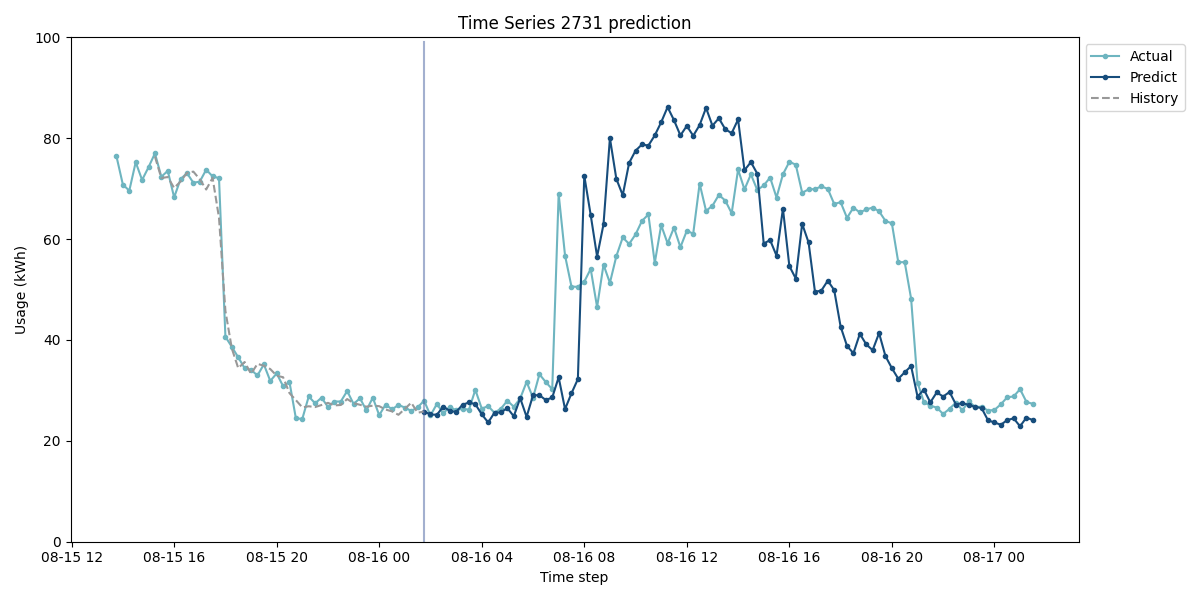 Time Series 2731 prediction
Usage (kWh)
100
80
60
40
20
0
08-15 12
08-15 16
08-15 20
08-16 00
08-16 04
08-16 08
08-16 12
08-16 16
08-16 20
08-17 00
Time step
Actual
Predict
History